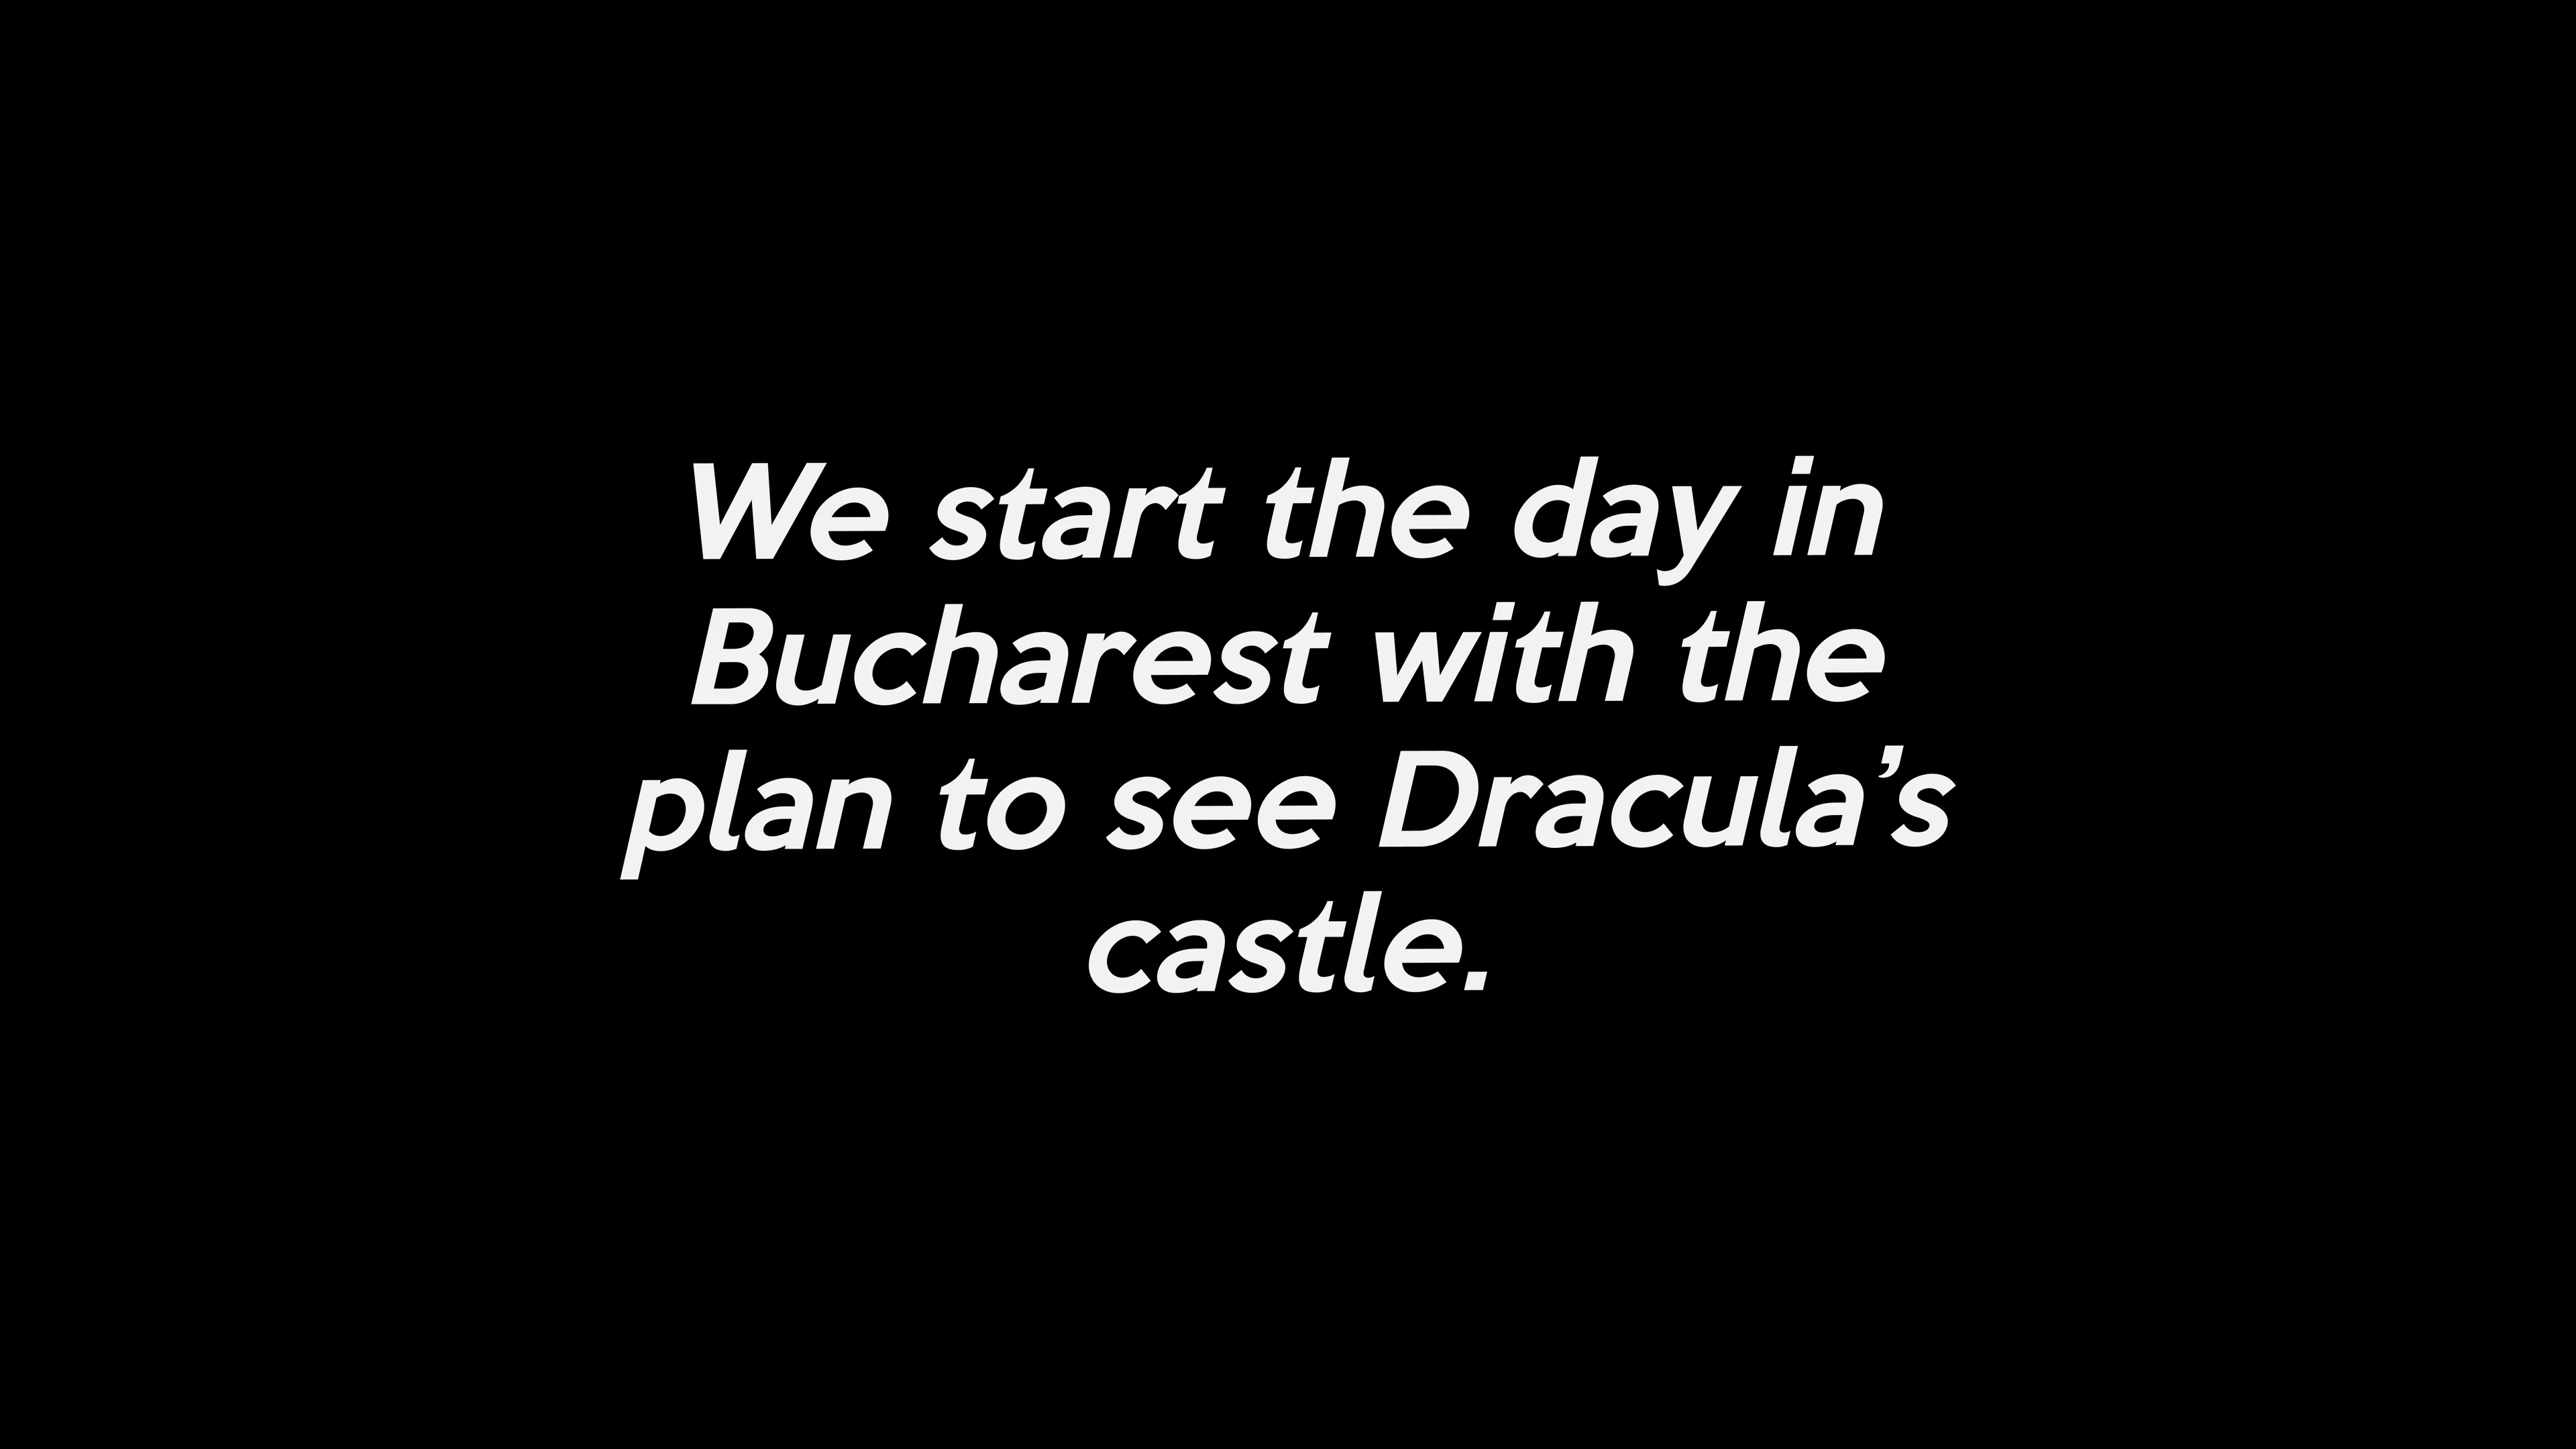 We start the day in
Bucharest with the
plan to see Dracula’s
castle.